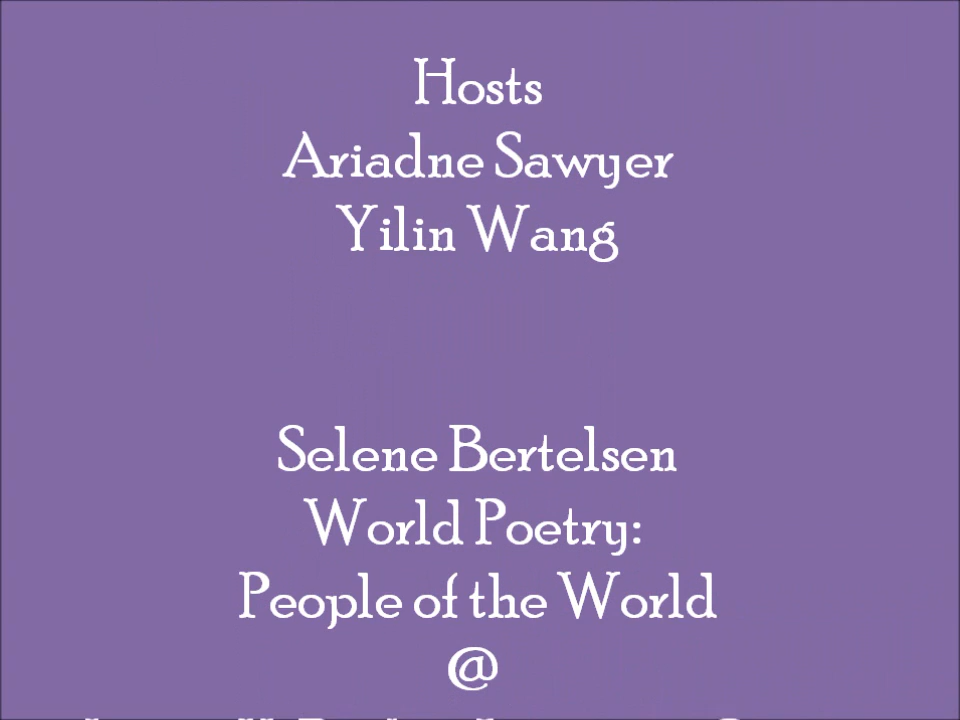 Hosts
Ariadne Sawyer
Yilin Wang
Selene Bertelsen
World Poetry:
People of the World
@